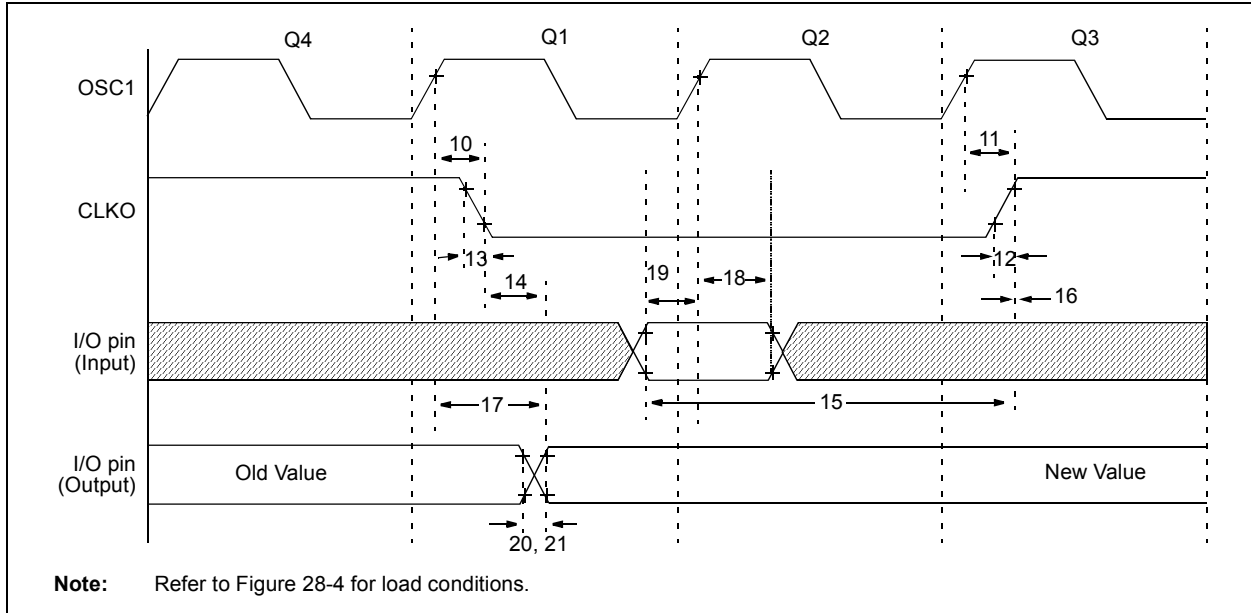 Q4 Q1 Q2 Q3
OSC1
10 11
CLKO
13 12
14 19 18 16
I/O pin
(Input)
17 15
I/O pin
(Output)
Old Value New Value
20, 21
Note: Refer to Figure 28-4 for load conditions.